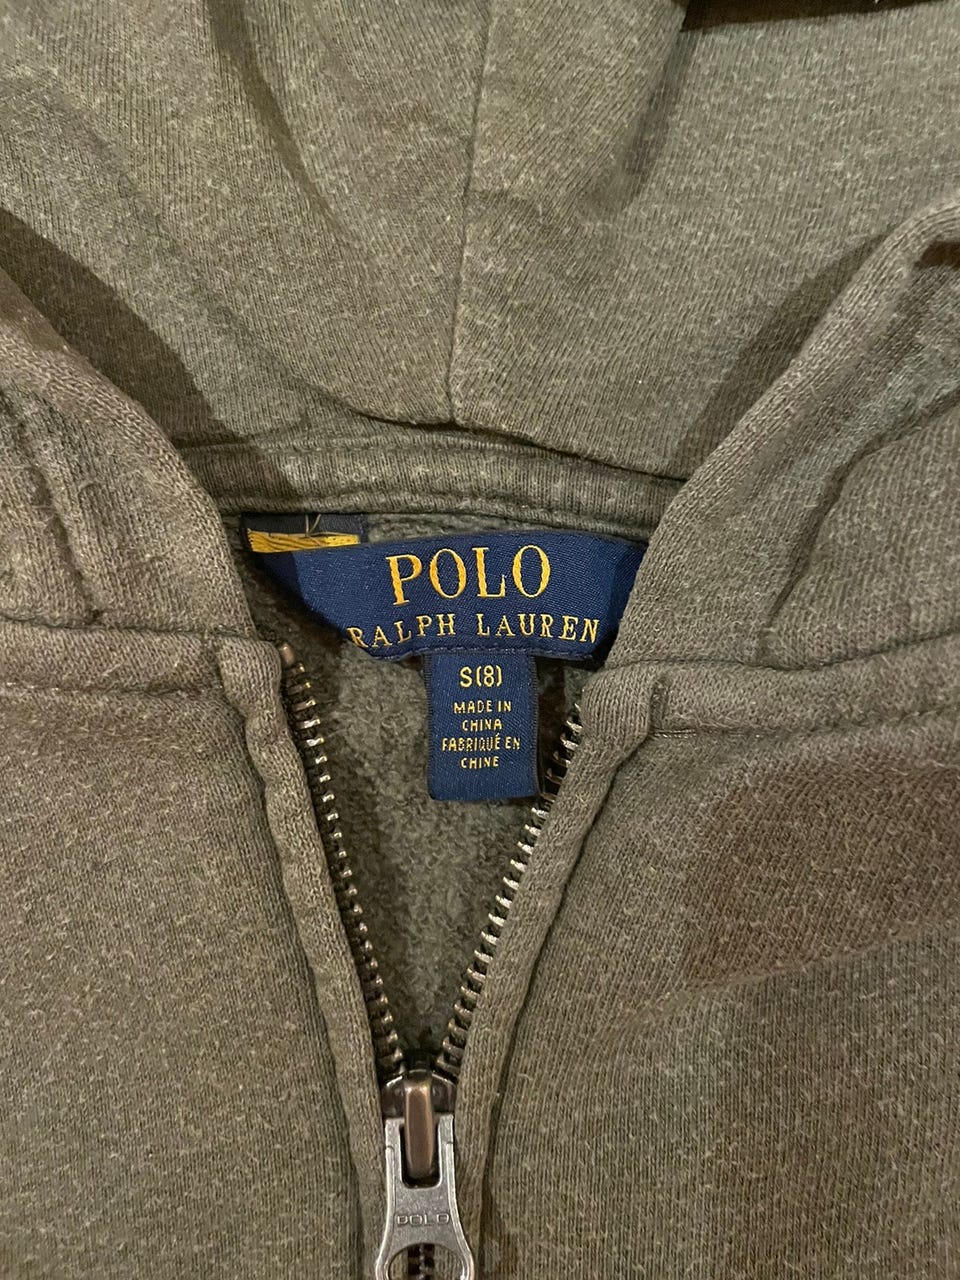 POLO
RALPH LAUREN
S(8)
MADE IN
CHINA
FABRIQUÉ EN
CHINE
POLO